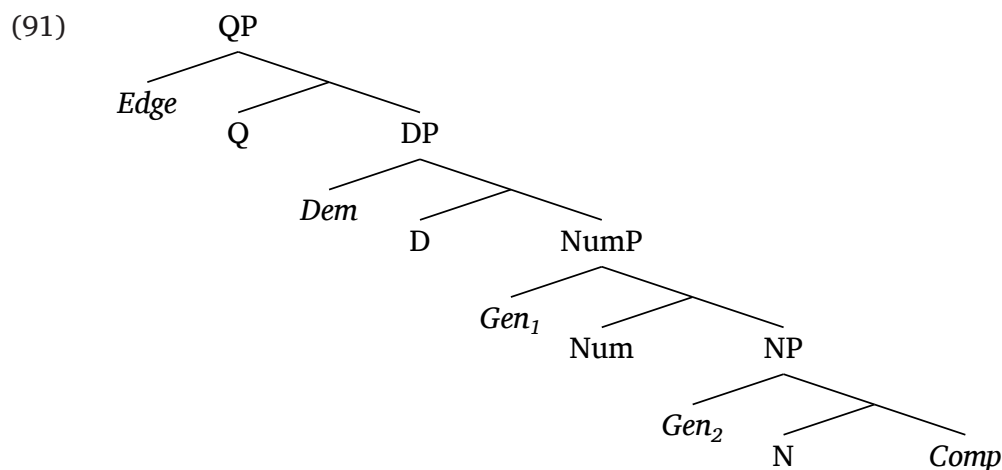 (91) QP
Edge
Q DP
Dem
D NumP
Gen₁
Num NP
Gen₂
N Comp